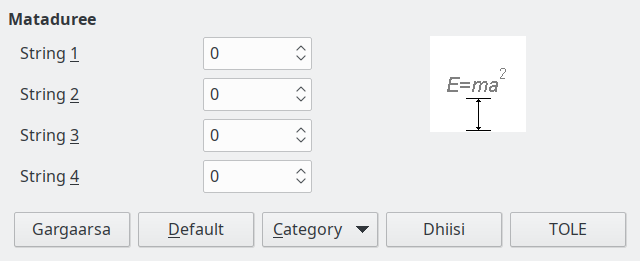 Mataduree
String 1 0
String 2 0
String 3 0
String 4 0
E=ma2
Gargaarsa Default Category Dhiisi TOLE